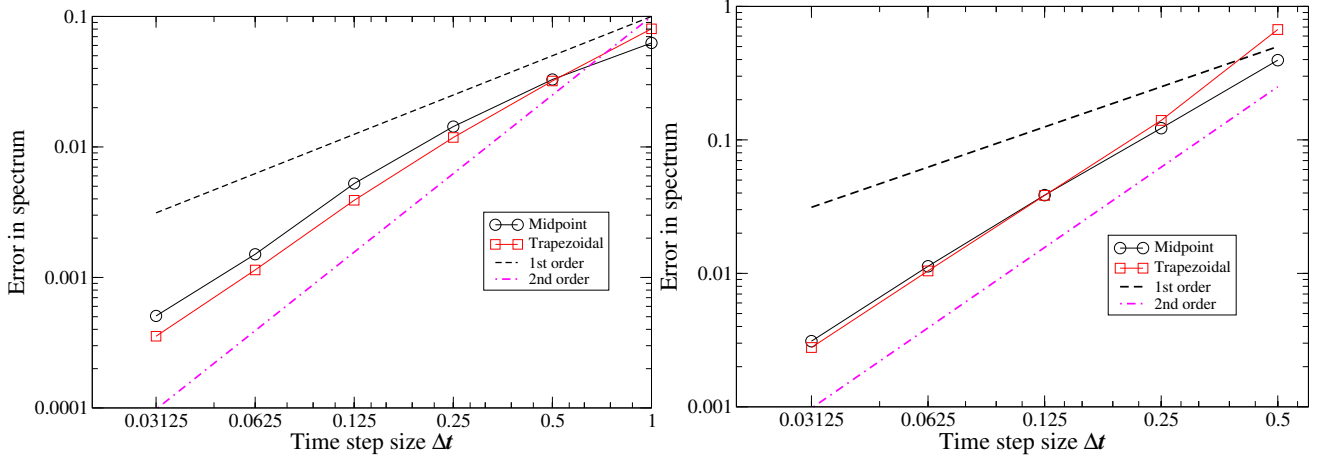 0.1
0.01
0.001
0.0001
Error in spectrum
Midpoint
Trapezoidal
1st order
2nd order
0.03125 0.0625 0.125 0.25 0.5 1
Time step size Δt
1
0.1
0.01
0.001
Error in spectrum
Midpoint
Trapezoidal
1st order
2nd order
0.03125 0.0625 0.125 0.25 0.5
Time step size Δt